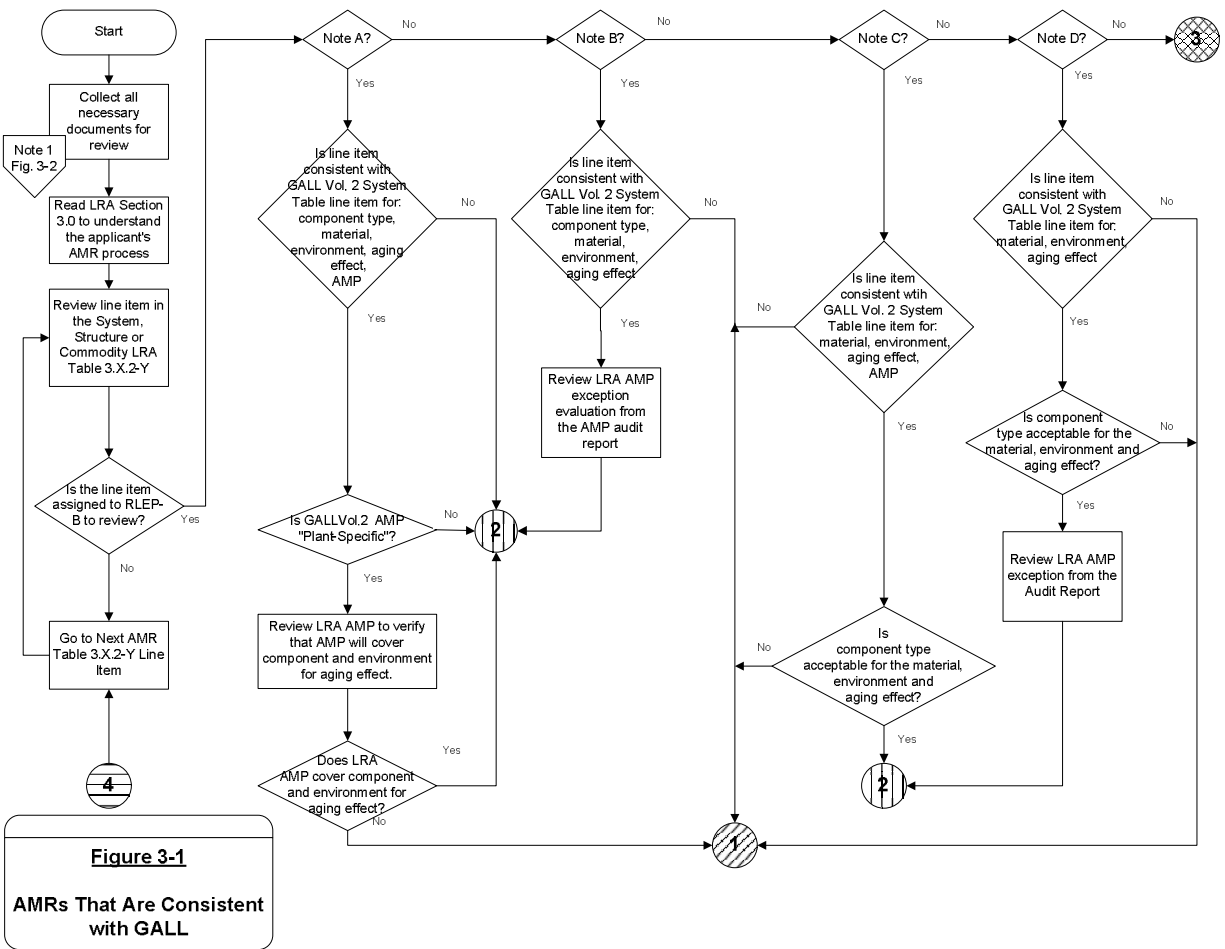 Start
Collect all
necessary
documents for
review
Note 1
Fig. 3-2
Read LRA Section
3.0 to understand
the applicant's
AMR process
Review line item in
the System,
Structure or
Commodity LRA
Table 3.X.2-Y
Is the line item
assigned to RLEP-
B to review?
Yes
No
Go to Next AMR
Table 3.X.2-Y Line
Item
4
Figure 3-1
AMRs That Are Consistent
with GALL
Note A?
No
Yes
Is line item
consistent with
GALL Vol. 2 System
Table line item for:
component type,
material,
environment, aging
effect,
AMP
No
Yes
Is GALLVol.2 AMP
"Plant-Specific"?
No
Yes
Review LRA AMP to verify
that AMP will cover
component and environment
for aging effect.
Does LRA
AMP cover component
and environment for
aging effect?
Yes
No
2
Note B?
No
Yes
Is line item
consistent with
GALL Vol. 2 System
Table line item for:
component type,
material,
environment,
aging effect
No
Yes
Review LRA AMP
exception
evaluation from
the AMP audit
report
Note C?
No
Yes
Is line item
consistent wtih
GALL Vol. 2 System
Table line item for:
material, environment,
aging effect,
AMP
No
Yes
Is
component type
acceptable for the material,
environment and
aging effect?
No
Yes
2
1
Note D?
No
Yes
3
Is line item
consistent with
GALL Vol. 2 System
Table line item for:
material, environment,
aging effect
No
Yes
Is component
type acceptable for the
material, environment and
aging effect?
No
Yes
Review LRA AMP
exception from the
Audit Report